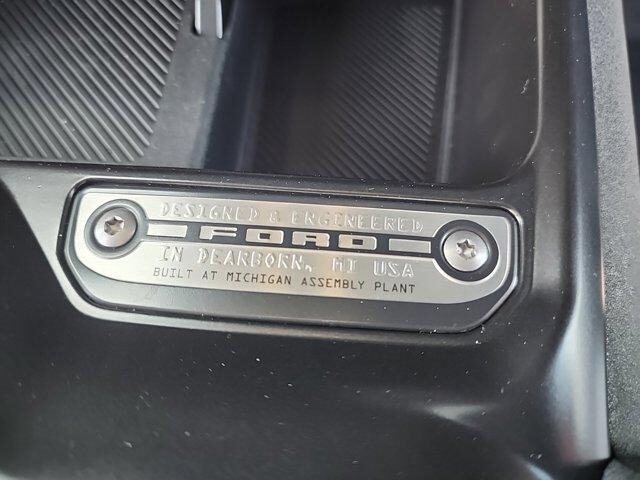 DESIGNED & ENGINEERED
FORD
IN DEARBORN, MI USA
BUILT AT MICHIGAN ASSEMBLY PLANT